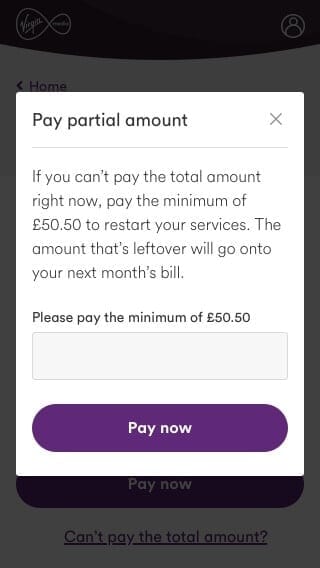 Virgin media
Home
Pay partial amount
If you can’t pay the total amount
right now, pay the minimum of
£50.50 to restart your services. The
amount that’s leftover will go onto
your next month’s bill.
Please pay the minimum of £50.50
Pay now
Pay now
Can’t pay the total amount?